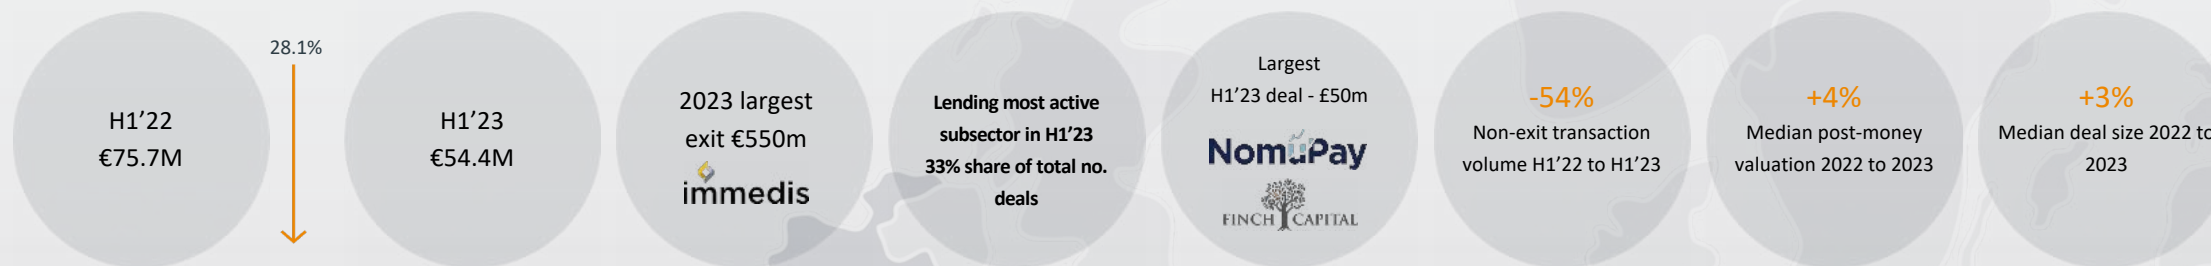 H1’22
€75.7M
28.1%
H1’23
€54.4M
2023 largest
exit €550m
immedis
Lending most active
subsector in H1’23
33% share of total no.
deals
Largest
H1’23 deal - £50m
NomuPay
FINCH CAPITAL
-54%
Non-exit transaction
volume H1’22 to H1’23
+4%
Median post-money
valuation 2022 to 2023
+3%
Median deal size 2022 to
2023